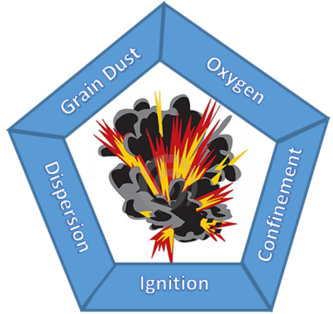 Grain Dust
Oxygen
Confinement
Ignition
Dispersion